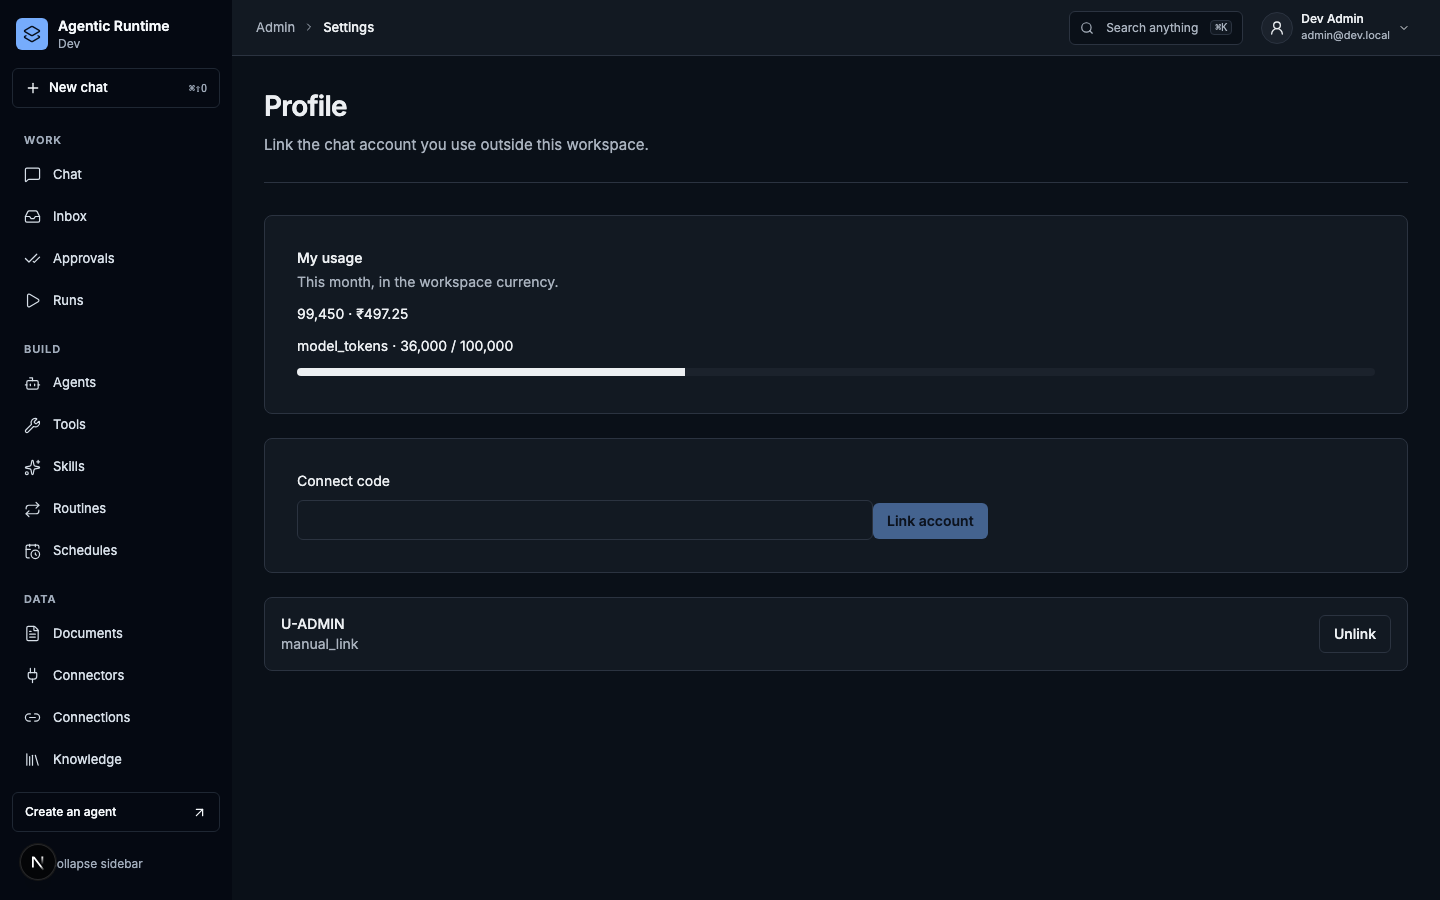 Agentic Runtime
Dev
New chat ⌘⇧O
WORK
Chat
Inbox
Approvals
Runs
BUILD
Agents
Tools
Skills
Routines
Schedules
DATA
Documents
Connectors
Connections
Knowledge
Create an agent
N ollapse sidebar
Admin > Settings
Search anything ⌘K
Dev Admin
admin@dev.local
Profile
Link the chat account you use outside this workspace.
My usage
This month, in the workspace currency.
99,450 · ₹497.25
model_tokens · 36,000 / 100,000
Connect code
Link account
U-ADMIN
manual_link
Unlink